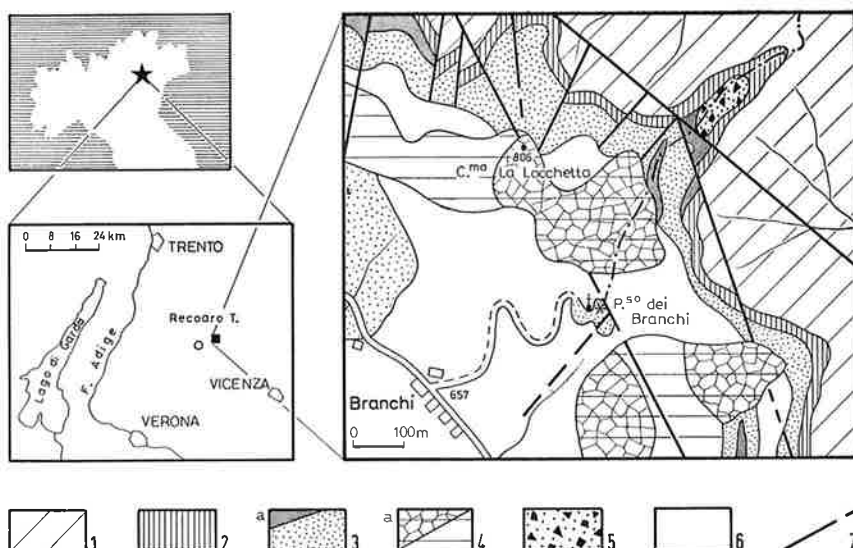 806
C.ma La Locchetta
P.so dei
Branchi
Branchi
657
0 100m
0 8 16 24 km
TRENTO
Recoaro T.
Lago di Garda
F. Adige
VICENZA
VERONA
1
2
a
3
a
4
5
6
7